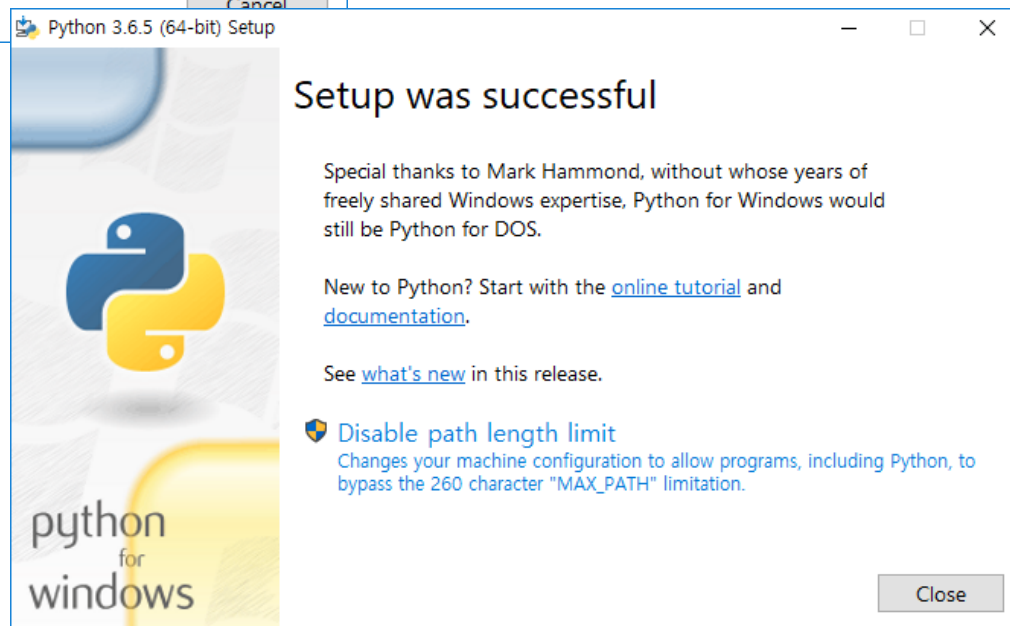 Cancel
Python 3.6.5 (64-bit) Setup
Setup was successful
Special thanks to Mark Hammond, without whose years of
freely shared Windows expertise, Python for Windows would
still be Python for DOS.
New to Python? Start with the online tutorial and
documentation.
See what's new in this release.
Disable path length limit
Changes your machine configuration to allow programs, including Python, to
bypass the 260 character "MAX_PATH" limitation.
python
for
windows
Close